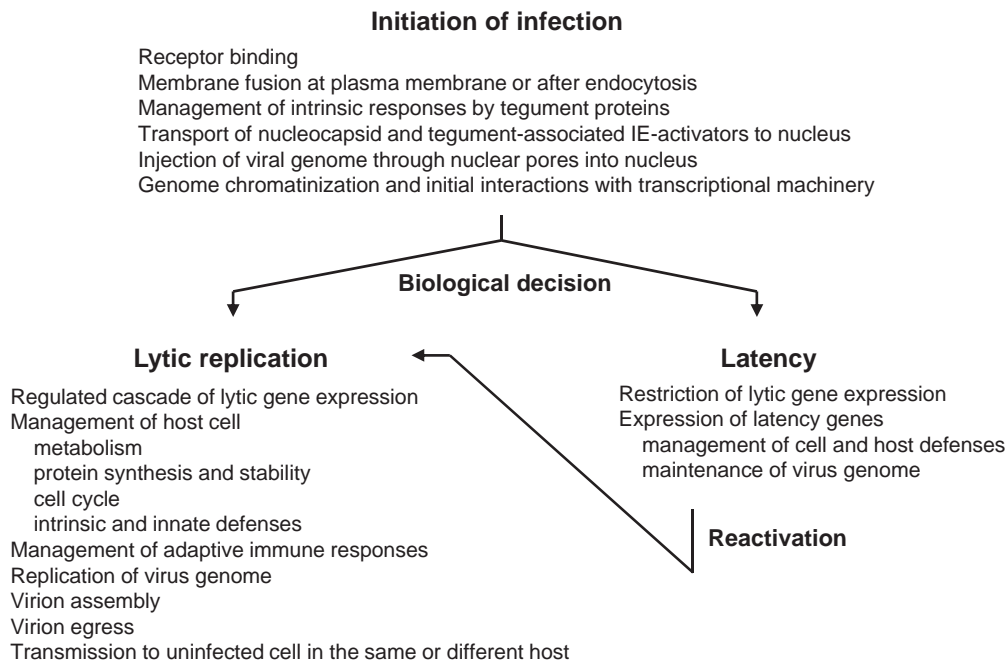 Initiation of infection
Receptor binding
Membrane fusion at plasma membrane or after endocytosis
Management of intrinsic responses by tegument proteins
Transport of nucleocapsid and tegument-associated IE-activators to nucleus
Injection of viral genome through nuclear pores into nucleus
Genome chromatinization and initial interactions with transcriptional machinery
Biological decision
Lytic replication
Regulated cascade of lytic gene expression
Management of host cell
metabolism
protein synthesis and stability
cell cycle
intrinsic and innate defenses
Management of adaptive immune responses
Replication of virus genome
Virion assembly
Virion egress
Transmission to uninfected cell in the same or different host
Latency
Restriction of lytic gene expression
Expression of latency genes
management of cell and host defenses
maintenance of virus genome
Reactivation